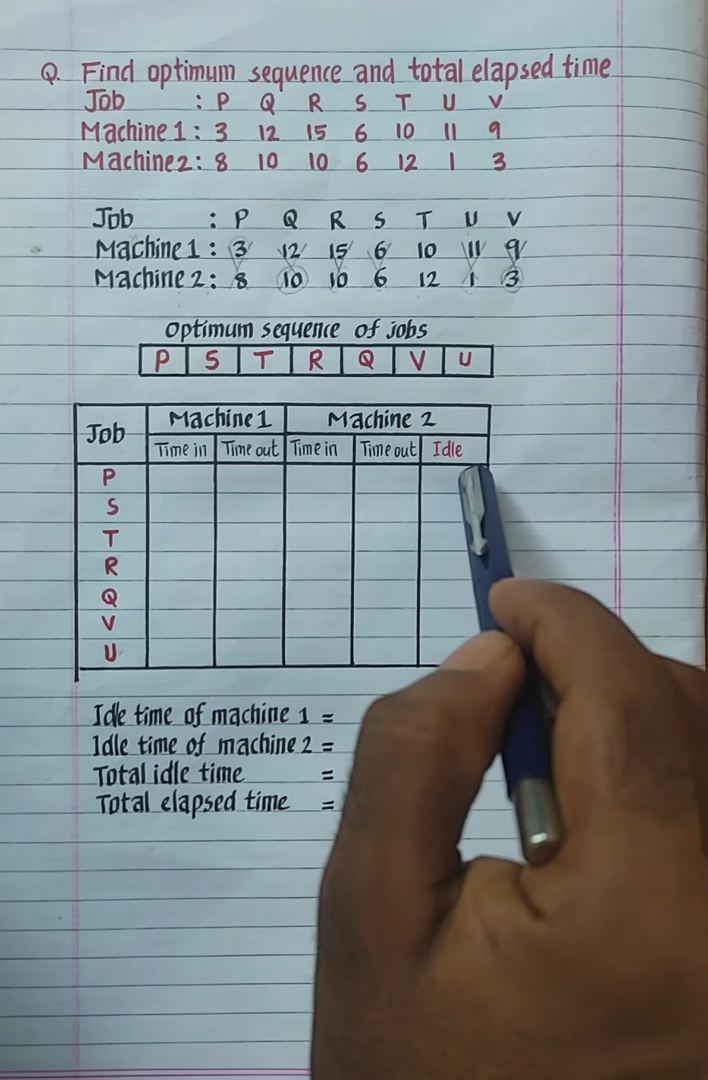 Q. Find optimum sequence and total elapsed time
Job : P Q R S T U V
Machine 1 : 3 12 15 6 10 11 9
Machine 2 : 8 10 10 6 12 1 3
Job : P Q R S T U V
Machine 1 : 3 12 15 6 10 11 9
Machine 2 : 8 10 10 6 12 1 3
Optimum sequence of jobs
P S T R Q V U
Job Machine 1 Machine 2
Time in Time out Time in Time out Idle
P
S
T
R
Q
V
U
Idle time of machine 1 =
Idle time of machine 2 =
Total idle time =
Total elapsed time =